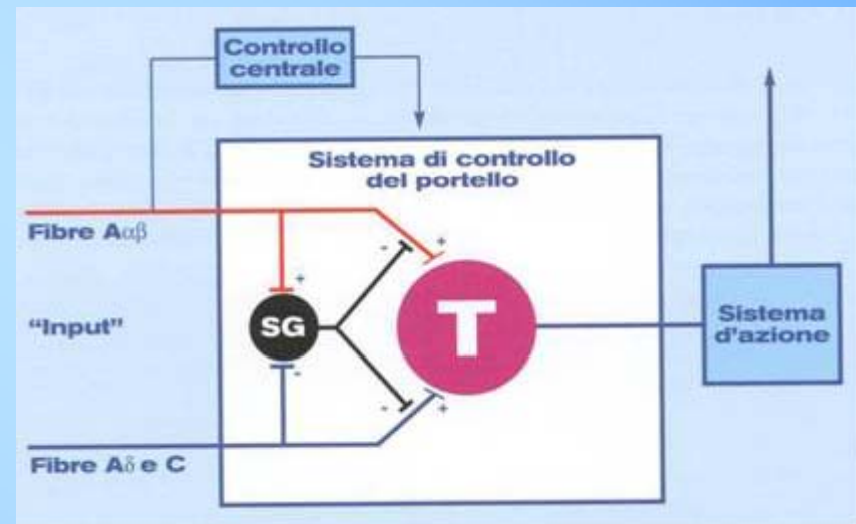 Controllo
centrale
Sistema di controllo
del portello
Fibre Aαβ
+
-
+
"Input"
SG
T
Sistema
d'azione
-
-
+
Fibre Aδ e C